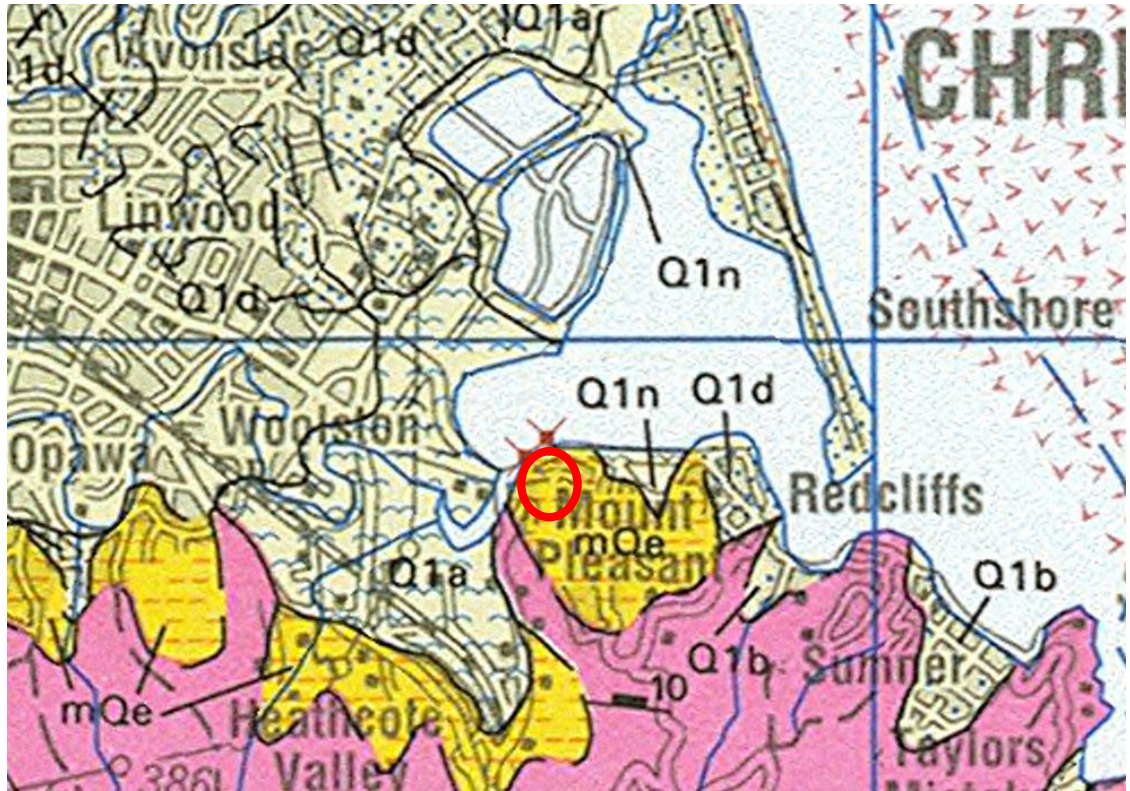 Q1a
Avonside
Q1d
1d
CHRI
Linwood
Q1n
Q1d
Southshore
Q1n
Q1d
Woolston
Opawa
Redcliffs
Mount
mQe
Pleasant
Q1a
Q1b
Q1b
Sumner
10
mQe
Heathcote
Valley
386
Taylors